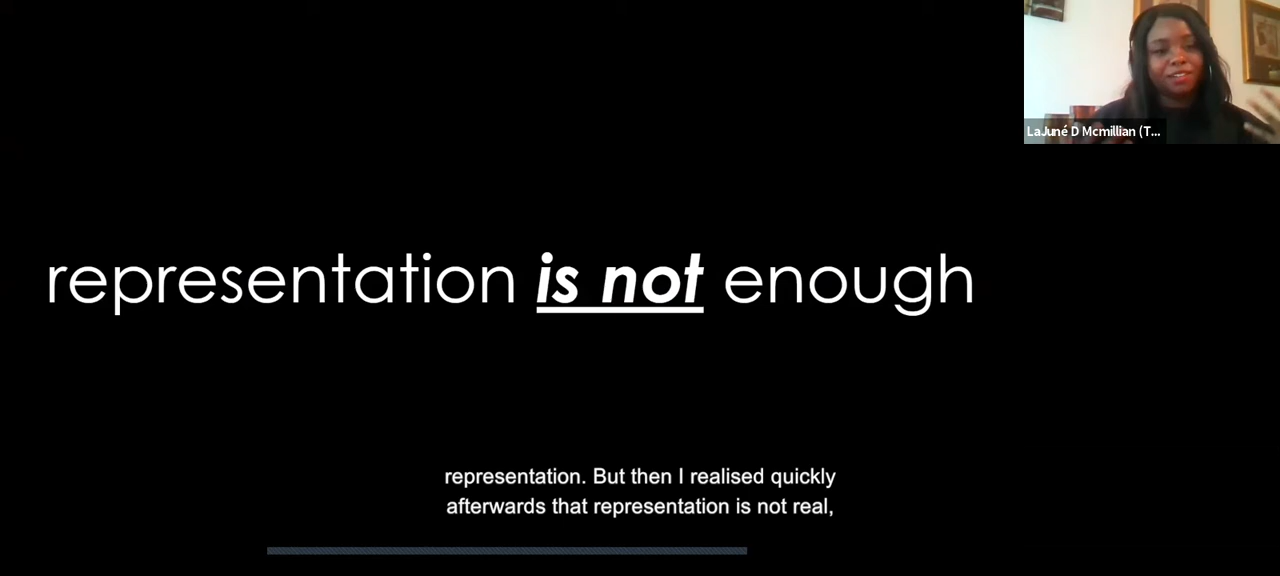 LaJuné D Mcmillian (T...
representation is not enough
representation. But then I realised quickly
afterwards that representation is not real,